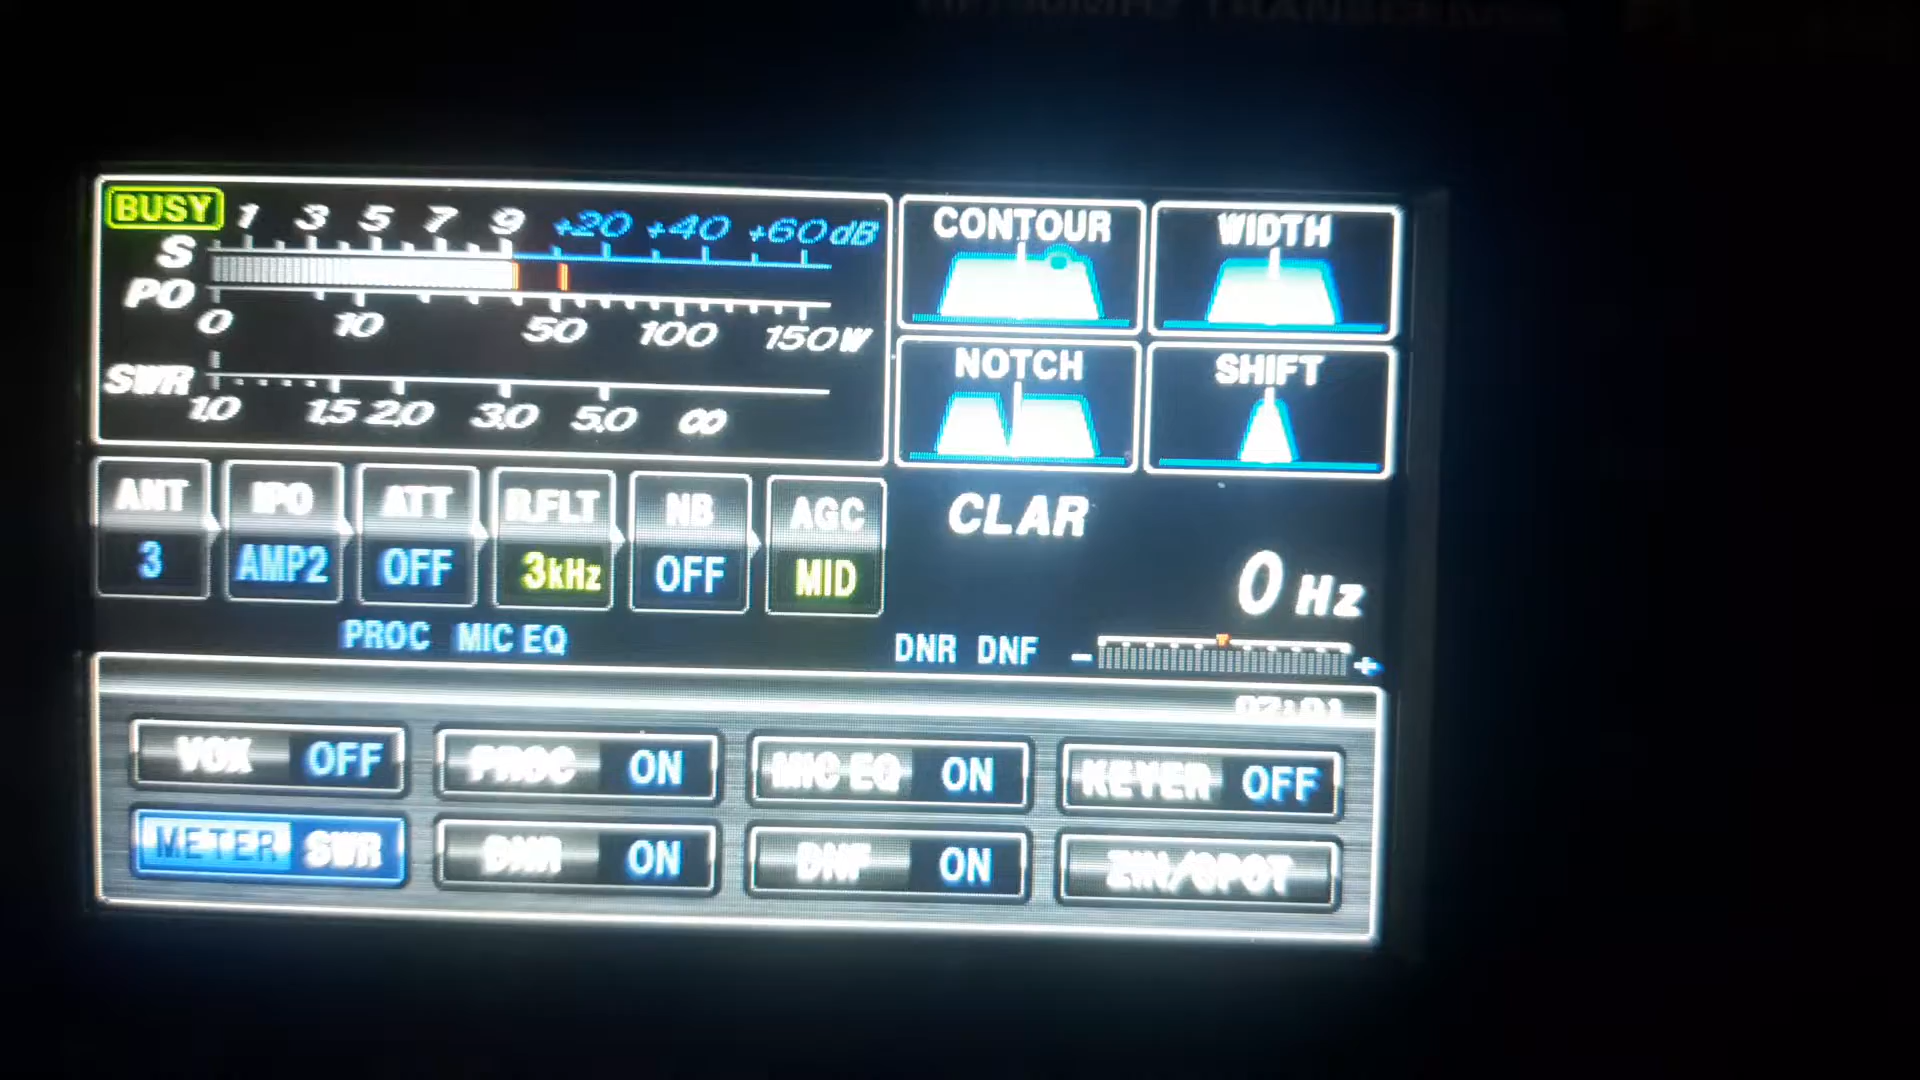 BUSY 1 3 5 7 9 +20 +40 +60dB
S
PO
0 10 50 100 150W
SWR
1.0 1.5 2.0 3.0 5.0 ∞
CONTOUR WIDTH
NOTCH SHIFT
ANT IPO ATT R.FLT NB AGC
3 AMP2 OFF 3kHz OFF MID
CLAR
0 Hz
PROC MIC EQ DNR DNF - +
VOX OFF PROC ON MIC EQ ON KEYER OFF
METER SWR DNR ON DNF ON ZIN/SPOT